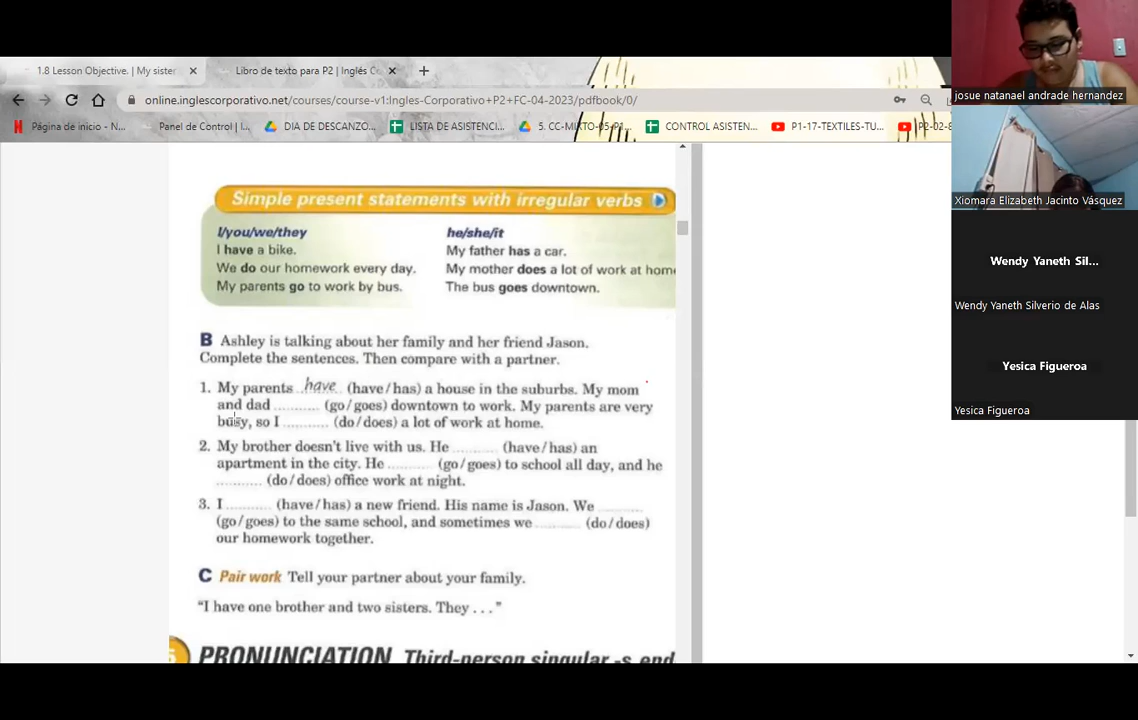 1.8 Lesson Objective. | My sister
Libro de texto para P2 | Inglés C
online.inglescorporativo.net/courses/course-v1:Ingles-Corporativo+P2+FC-04-2023/pdfbook/0/
Página de inicio - N...
Panel de Control | I...
DIA DE DESCANZO...
LISTA DE ASISTENCI...
5. CC-MIXTO-05-P1...
CONTROL ASISTEN...
P1-17-TEXTILES-TU...
P2-02-8
josue natanael andrade hernandez
Xiomara Elizabeth Jacinto Vásquez
Wendy Yaneth Sil...
Wendy Yaneth Silverio de Alas
Yesica Figueroa
Yesica Figueroa
Simple present statements with irregular verbs
I/you/we/they he/she/it
I have a bike. My father has a car.
We do our homework every day. My mother does a lot of work at hom
My parents go to work by bus. The bus goes downtown.
B Ashley is talking about her family and her friend Jason.
Complete the sentences. Then compare with a partner.
1. My parents ..have.. (have/has) a house in the suburbs. My mom
and dad .......... (go/goes) downtown to work. My parents are very
busy, so I .......... (do/does) a lot of work at home.
2. My brother doesn't live with us. He .......... (have/has) an
apartment in the city. He .......... (go/goes) to school all day, and he
.......... (do/does) office work at night.
3. I .......... (have/has) a new friend. His name is Jason. We ..........
(go/goes) to the same school, and sometimes we .......... (do/does)
our homework together.
C Pair work Tell your partner about your family.
"I have one brother and two sisters. They . . ."
PRONUNCIATION Third-person singular -s end